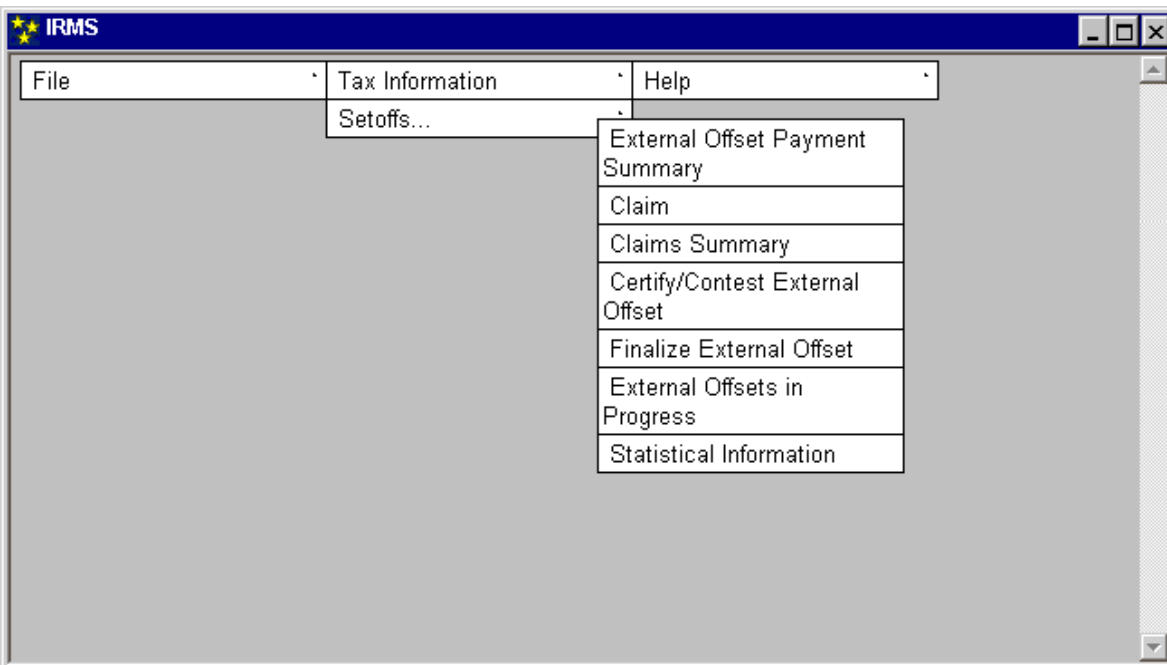 IRMS
File Tax Information Help
Setoffs...
External Offset Payment
Summary
Claim
Claims Summary
Certify/Contest External
Offset
Finalize External Offset
External Offsets in
Progress
Statistical Information